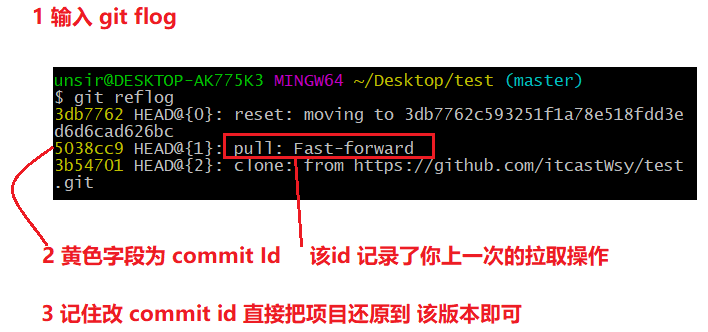 1 输入 git flog
unsir@DESKTOP-AK775K3 MINGW64 ~/Desktop/test (master)
$ git reflog
3db7762 HEAD@{0}: reset: moving to 3db7762c593251f1a78e518fdd3e
d6d6cad626bc
5038cc9 HEAD@{1}: pull: Fast-forward
3b54701 HEAD@{2}: clone: from https://github.com/itcastWsy/test
.git
2 黄色字段为 commit Id 该id 记录了你上一次的拉取操作
3 记住改 commit id 直接把项目还原到 该版本即可